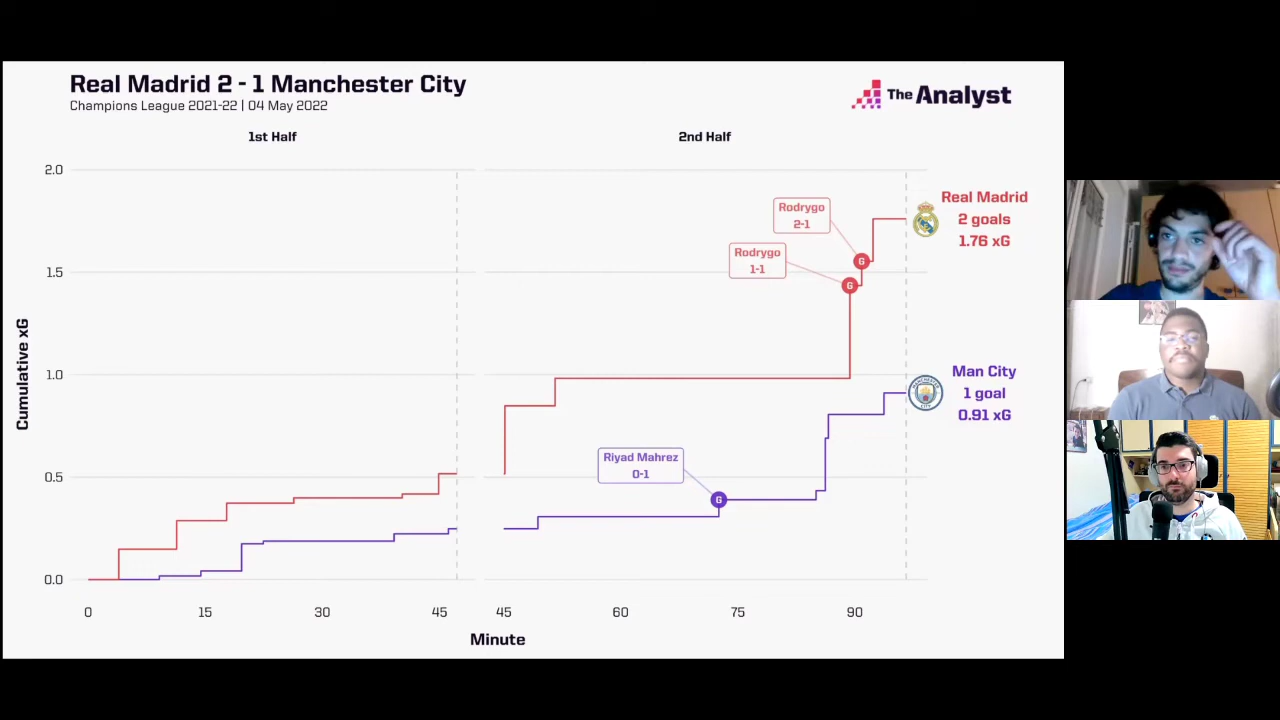 Real Madrid 2 - 1 Manchester City
Champions League 2021-22 | 04 May 2022
The Analyst
1st Half
2nd Half
2.0
1.5
1.0
0.5
0.0
Cumulative xG
Rodrygo
2-1
Rodrygo
1-1
Riyad Mahrez
0-1
G
G
G
Real Madrid
2 goals
1.76 xG
Man City
1 goal
0.91 xG
0
15
30
45
45
60
75
90
Minute